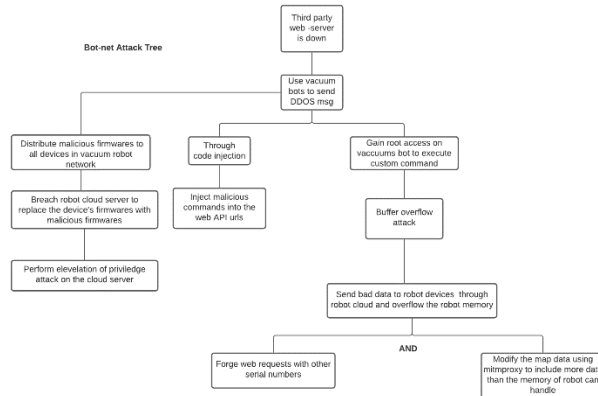 Third party
web -server
is down
Bot-net Attack Tree
Use vacuum
bots to send
DDOS msg
Distribute malicious firmwares to
all devices in vacuum robot
network
Through
code injection
Gain root access on
vaccuums bot to execute
custom command
Breach robot cloud server to
replace the device's firmwares with
malicious firmwares
Inject malicious
commands into the
web API urls
Buffer overflow
attack
Perform elevelation of priviledge
attack on the cloud server
Send bad data to robot devices through
robot cloud and overflow the robot memory
AND
Forge web requests with other
serial numbers
Modify the map data using
mitmproxy to include more data
than the memory of robot can
handle